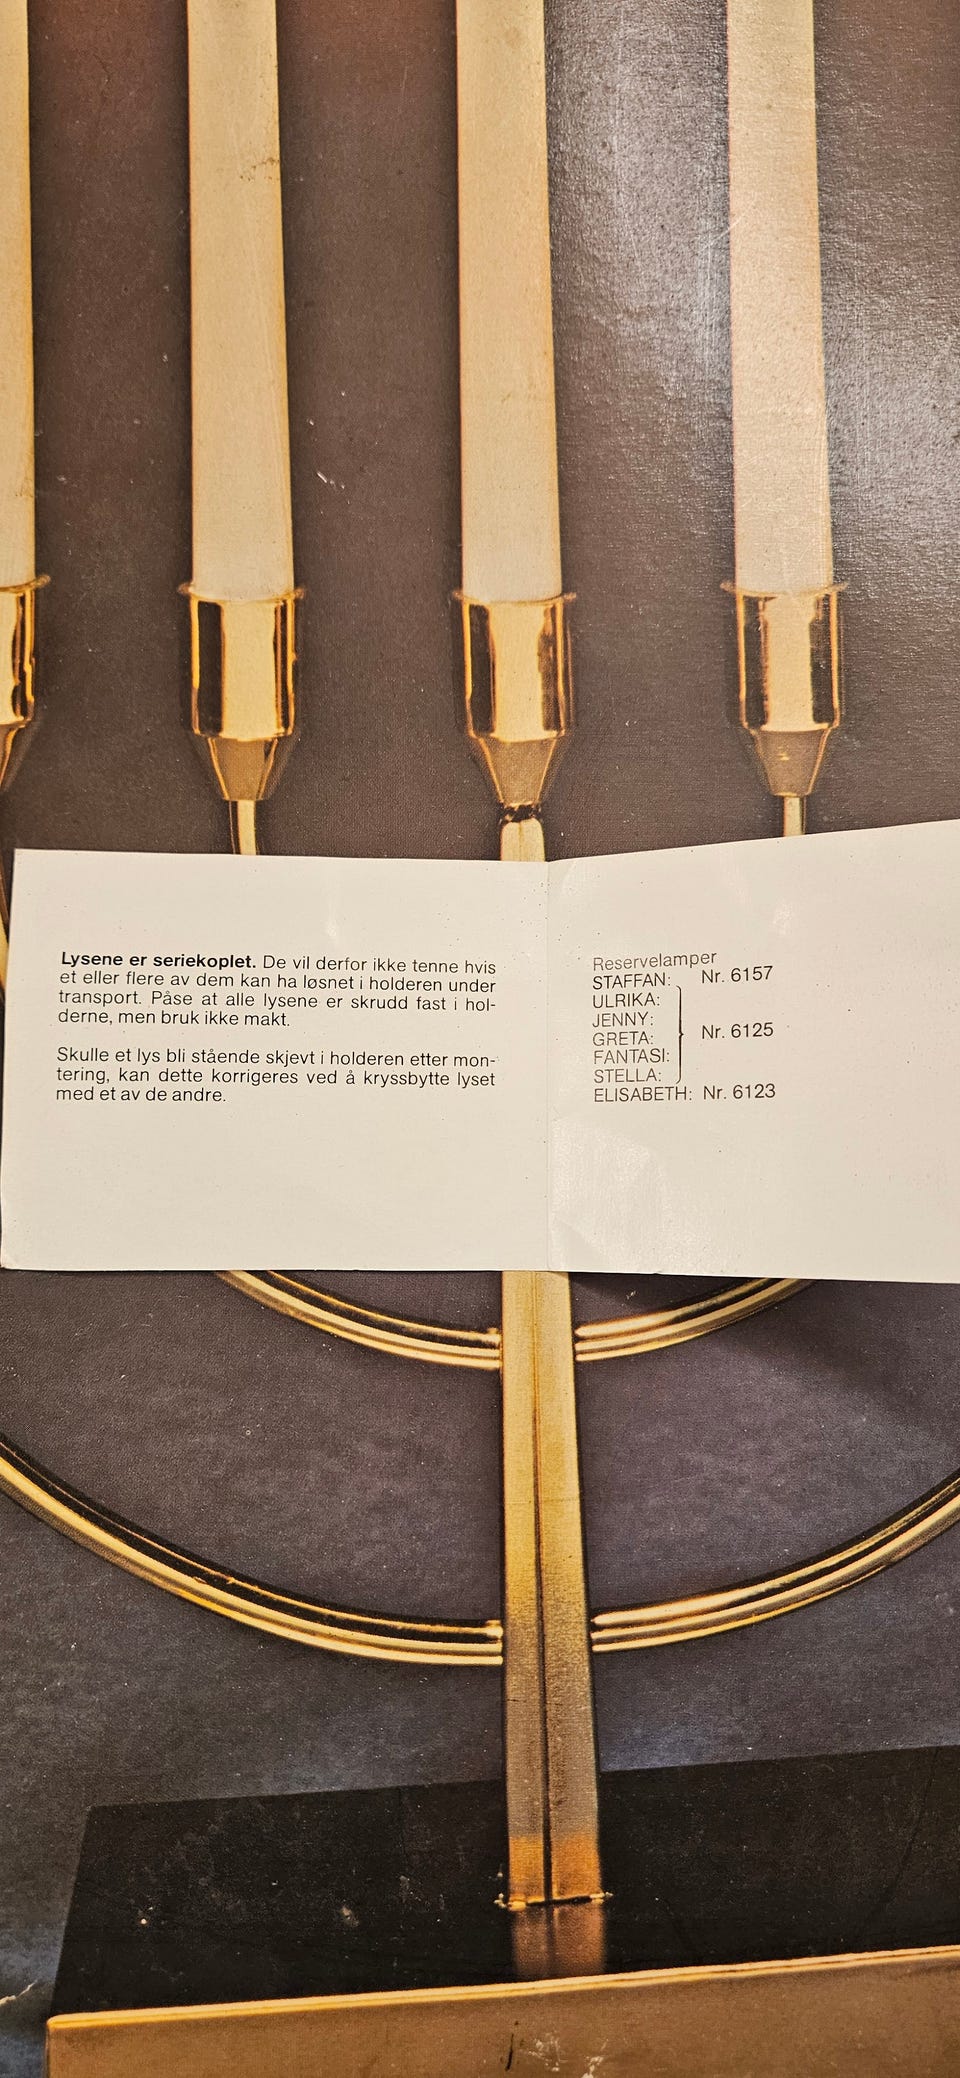 Lysene er seriekoplet. De vil derfor ikke tenne hvis
et eller flere av dem kan ha løsnet i holderen under
transport. Påse at alle lysene er skrudd fast i hol-
derne, men bruk ikke makt.
Skulle et lys bli stående skjevt i holderen etter mon-
tering, kan dette korrigeres ved å kryssbytte lyset
med et av de andre.
Reservelamper
STAFFAN: Nr. 6157
ULRIKA:
JENNY:
GRETA: Nr. 6125
FANTASI:
STELLA:
ELISABETH: Nr. 6123